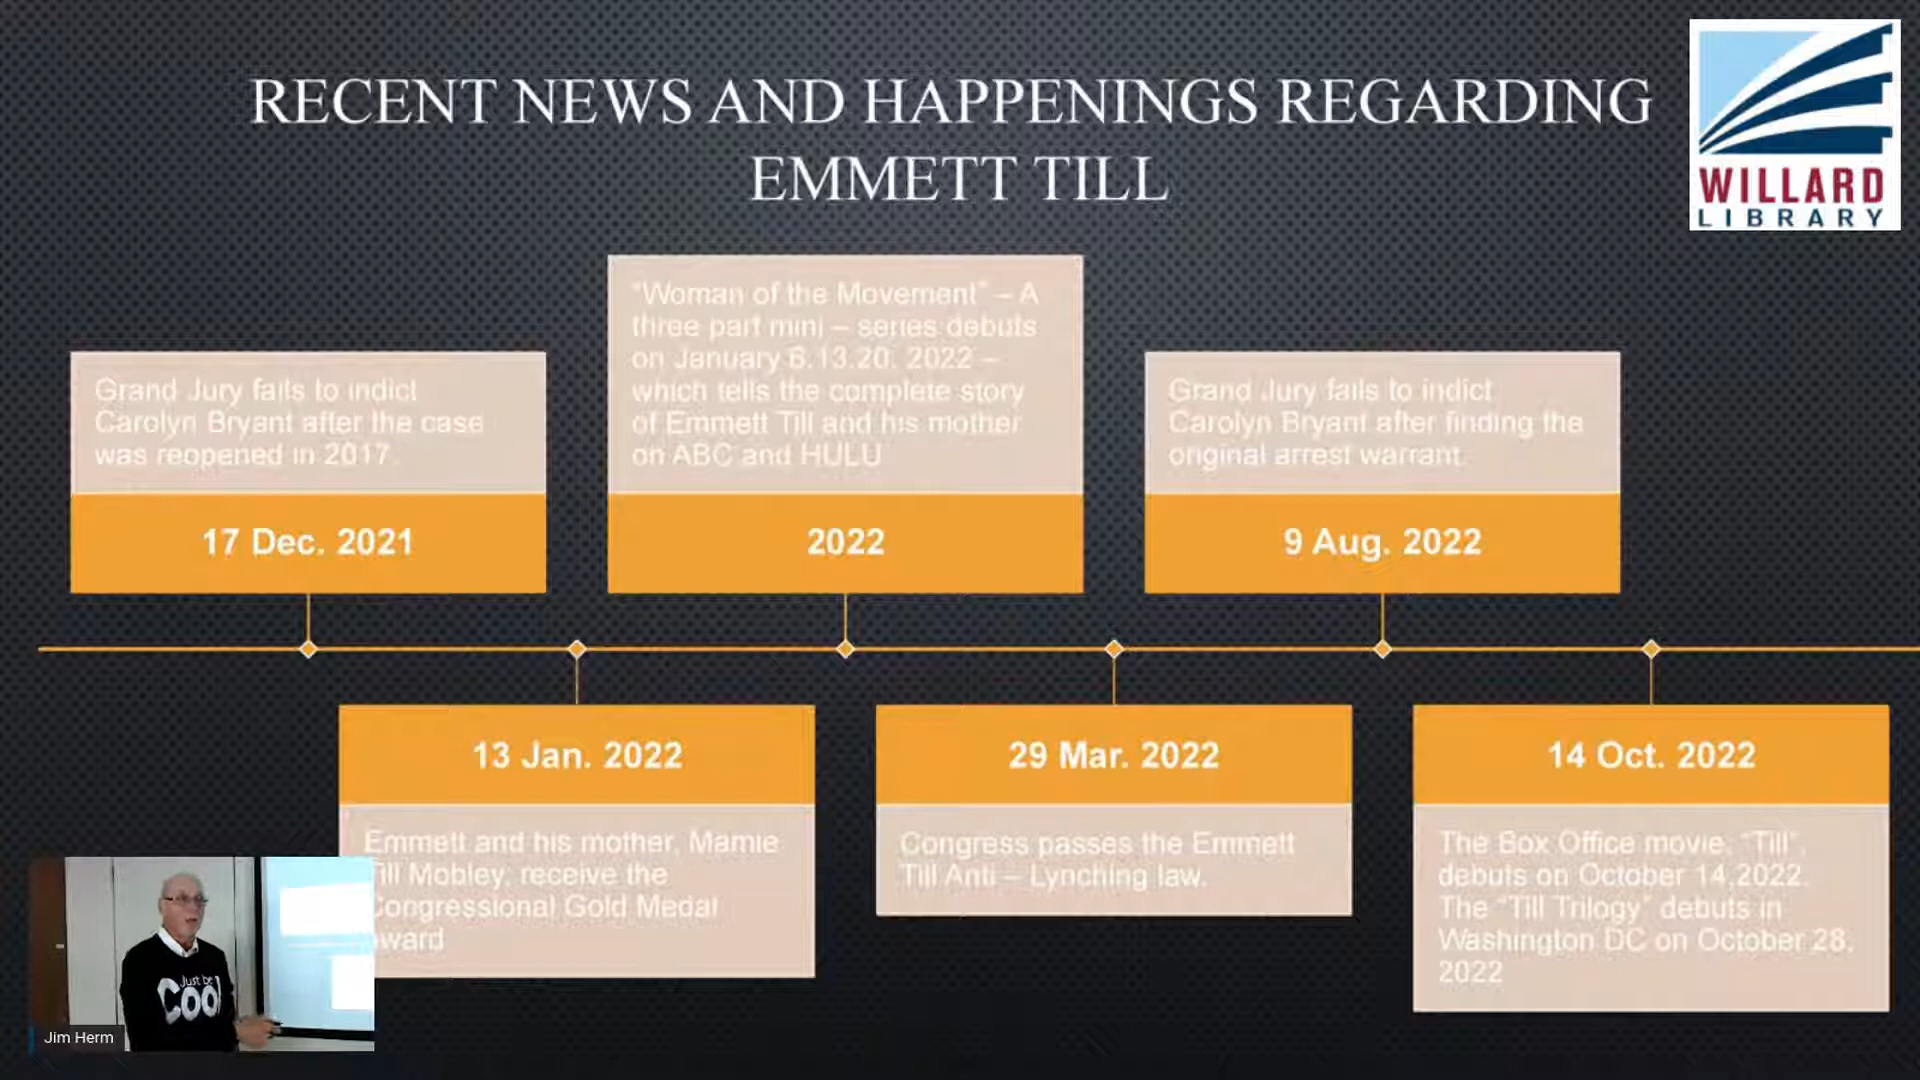 RECENT NEWS AND HAPPENINGS REGARDING
EMMETT TILL
WILLARD
LIBRARY
Grand Jury fails to indict
Carolyn Bryant after the case
was reopened in 2017.
17 Dec. 2021
13 Jan. 2022
Emmett and his mother, Mamie
Till Mobley, receive the
Congressional Gold Medal
award
“Woman of the Movement” – A
three part mini – series debuts
on January 6.13.20. 2022 –
which tells the complete story
of Emmett Till and his mother
on ABC and HULU
2022
29 Mar. 2022
Congress passes the Emmett
Till Anti – Lynching law.
Grand Jury fails to indict
Carolyn Bryant after finding the
original arrest warrant.
9 Aug. 2022
14 Oct. 2022
The Box Office movie, “Till”,
debuts on October 14,2022.
The “Till Trilogy” debuts in
Washington DC on October 28,
2022
Just be
Cool
Jim Herm